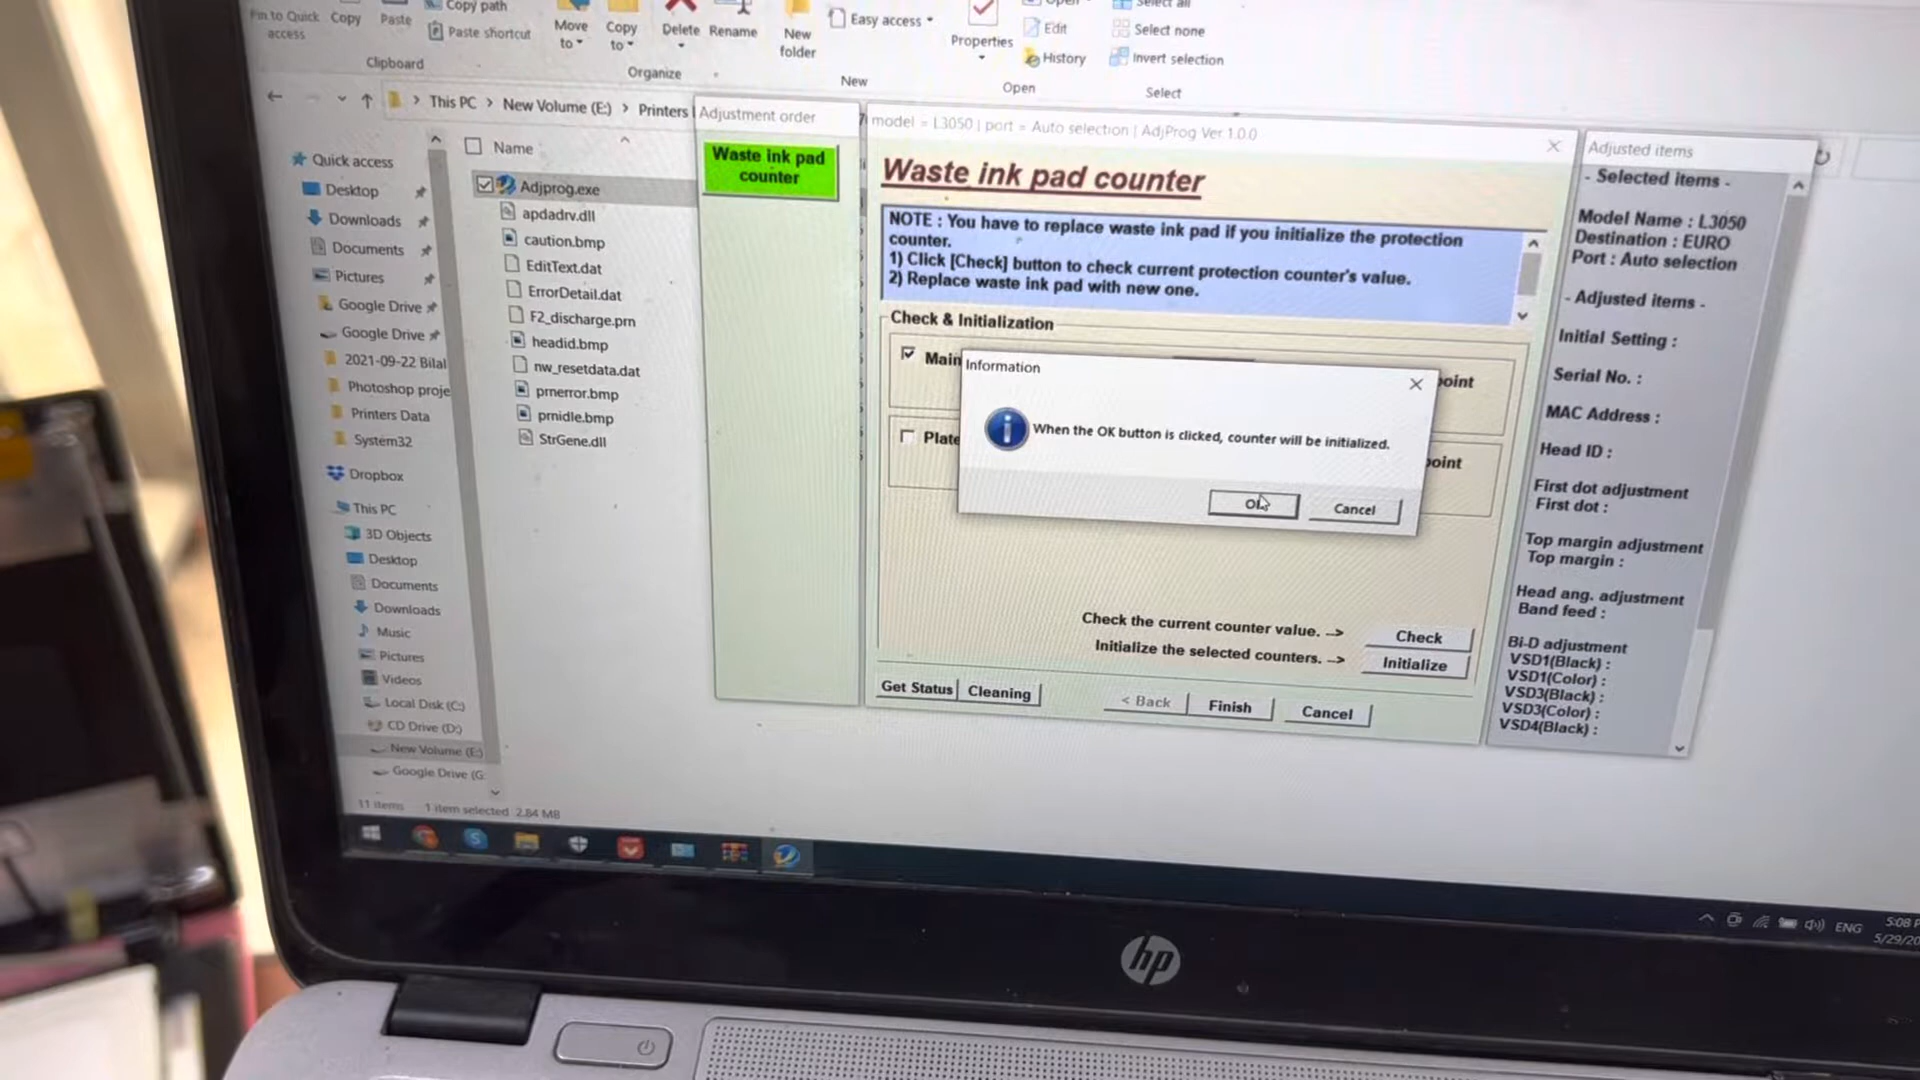 Pin to Quick
access
Copy
Paste
Copy path
Paste shortcut
Clipboard
Move
to
Copy
to
Delete
Rename
Organize
New
folder
Easy access
New
Properties
Open
Edit
History
Open
Select all
Select none
Invert selection
Select
This PC > New Volume (E:) > Printers
Name
Quick access
Desktop
Downloads
Documents
Pictures
Google Drive
Google Drive
2021-09-22 Bilal
Photoshop proje
Printers Data
System32
Dropbox
This PC
3D Objects
Desktop
Documents
Downloads
Music
Pictures
Videos
Local Disk (C:)
CD Drive (D:)
New Volume (E:)
Google Drive (G:
Adjprog.exe
apdadrv.dll
caution.bmp
EditText.dat
ErrorDetail.dat
F2_discharge.prn
headid.bmp
nw_resetdata.dat
prnerror.bmp
prnidle.bmp
StrGene.dll
11 items 1 item selected 2.84 MB
Adjustment order
Waste ink pad
counter
model = L3050 | port = Auto selection | AdjProg Ver.1.0.0
Waste ink pad counter
NOTE : You have to replace waste ink pad if you initialize the protection
counter.
1) Click [Check] button to check current protection counter's value.
2) Replace waste ink pad with new one.
Check & Initialization
Main
point
Plate
point
Information
When the OK button is clicked, counter will be initialized.
OK
Cancel
Check the current counter value. -->
Check
Initialize the selected counters. -->
Initialize
Get Status
Cleaning
< Back
Finish
Cancel
Adjusted items
- Selected items -
Model Name : L3050
Destination : EURO
Port : Auto selection
- Adjusted items -
Initial Setting :
Serial No. :
MAC Address :
Head ID :
First dot adjustment
First dot :
Top margin adjustment
Top margin :
Head ang. adjustment
Band feed :
Bi-D adjustment
VSD1(Black) :
VSD1(Color) :
VSD3(Black) :
VSD3(Color) :
VSD4(Black) :
ENG
5:08 P
5/29/20
hp